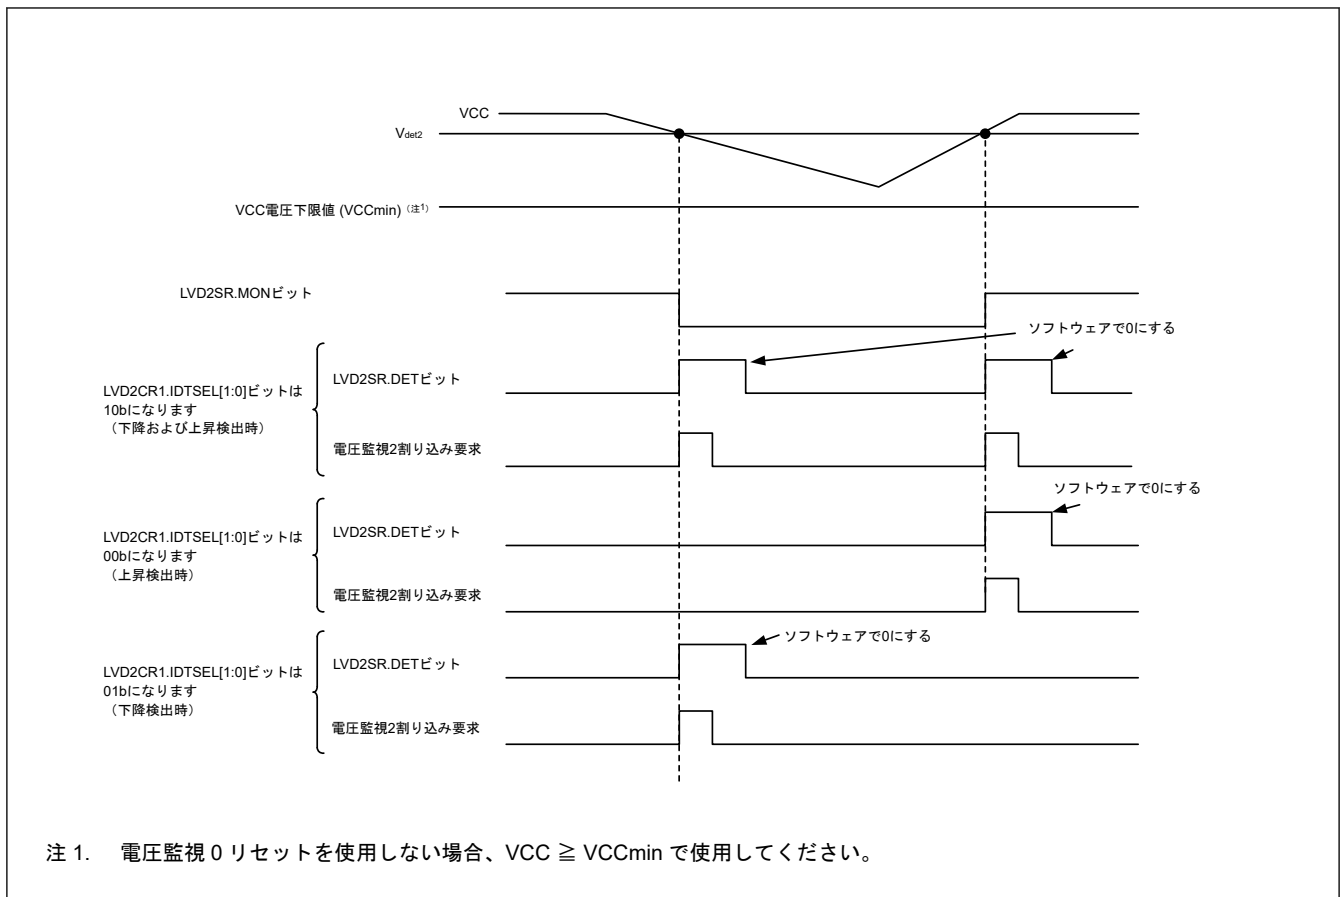 VCC
Vdet2
VCC電圧下限値 (VCCmin)（注1）
LVD2SR.MONビット
ソフトウェアで0にする
LVD2CR1.IDTSEL[1:0]ビットは
10bになります
（下降および上昇検出時）
LVD2SR.DETビット
電圧監視2割り込み要求
ソフトウェアで0にする
LVD2CR1.IDTSEL[1:0]ビットは
00bになります
（上昇検出時）
LVD2SR.DETビット
電圧監視2割り込み要求
ソフトウェアで0にする
LVD2CR1.IDTSEL[1:0]ビットは
01bになります
（下降検出時）
LVD2SR.DETビット
電圧監視2割り込み要求
注 1. 電圧監視 0 リセットを使用しない場合、VCC ≧ VCCmin で使用してください。